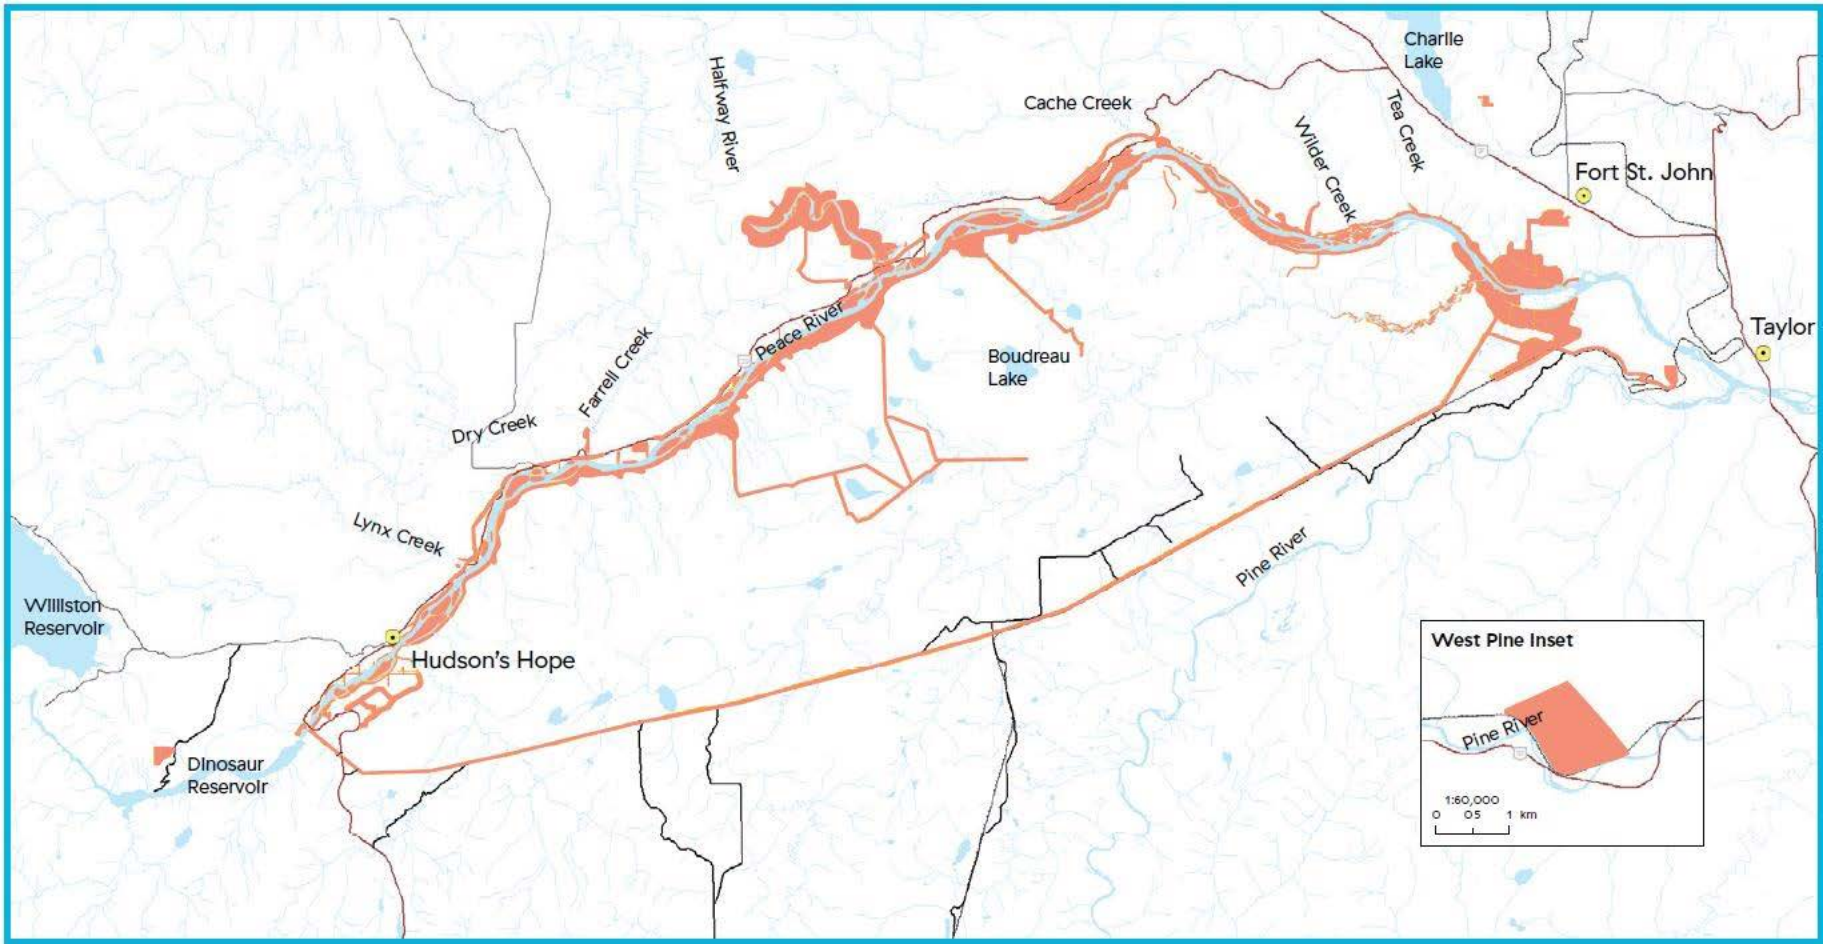 Charlie
Lake
Halfway River
Cache Creek
Tea Creek
Wilder Creek
Fort St. John
Taylor
Peace River
Farrell Creek
Boudreau
Lake
Dry Creek
Lynx Creek
Pine River
Williston
Reservoir
Hudson's Hope
Dinosaur
Reservoir
West Pine Inset
Pine River
1:60,000
0 05 1 km